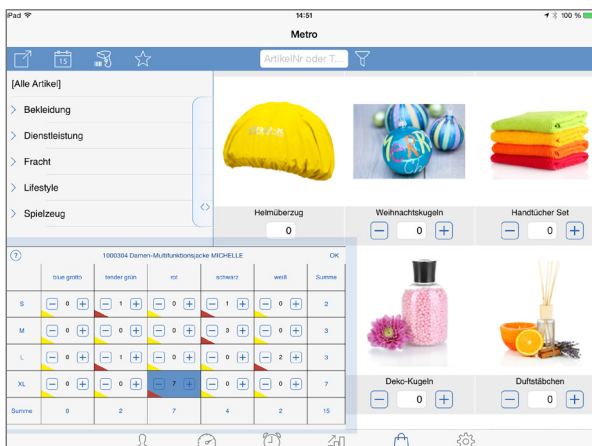 iPad 14:51 100 %
Metro
15 ArtikelNr oder T...
[Alle Artikel]
> Bekleidung
> Dienstleistung
> Fracht
> Lifestyle
> Spielzeug
<>
Helmüberzug Weihnachtskugeln Handtücher Set
0 − 0 + − 0 +
? 1000304 Damen-Multifunktionsjacke MICHELLE OK
blue grotto tender grün rot schwarz weiß Summe
S − 0 + − 1 + − 0 + − 1 + − 0 + 2
M − 0 + − 0 + − 0 + − 3 + − 0 + 3
L − 0 + − 1 + − 0 + − 0 + − 2 + 3
XL − 0 + − 0 + − 7 + − 0 + − 0 + 7
Summe 0 2 7 4 2 15
Deko-Kugeln Duftstäbchen
− 0 + − 0 +